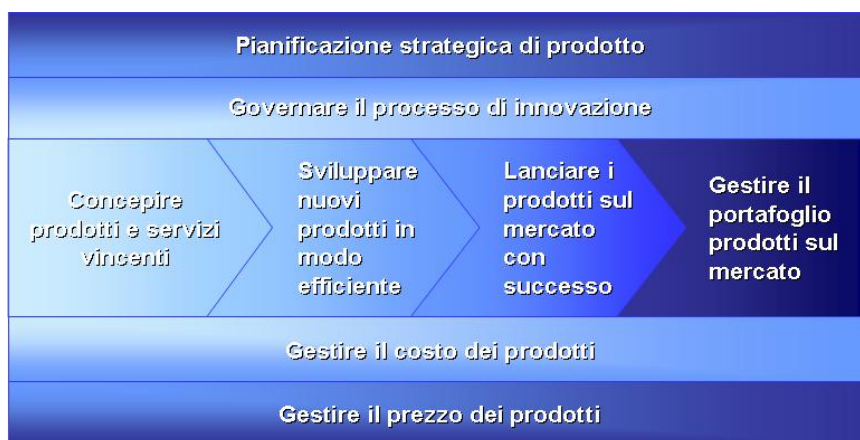 Pianificazione strategica di prodotto
Governare il processo di innovazione
Concepire
prodotti e servizi
vincenti
Sviluppare
nuovi
prodotti in
modo
efficiente
Lanciare i
prodotti sul
mercato
con
successo
Gestire il
portafoglio
prodotti sul
mercato
Gestire il costo dei prodotti
Gestire il prezzo dei prodotti